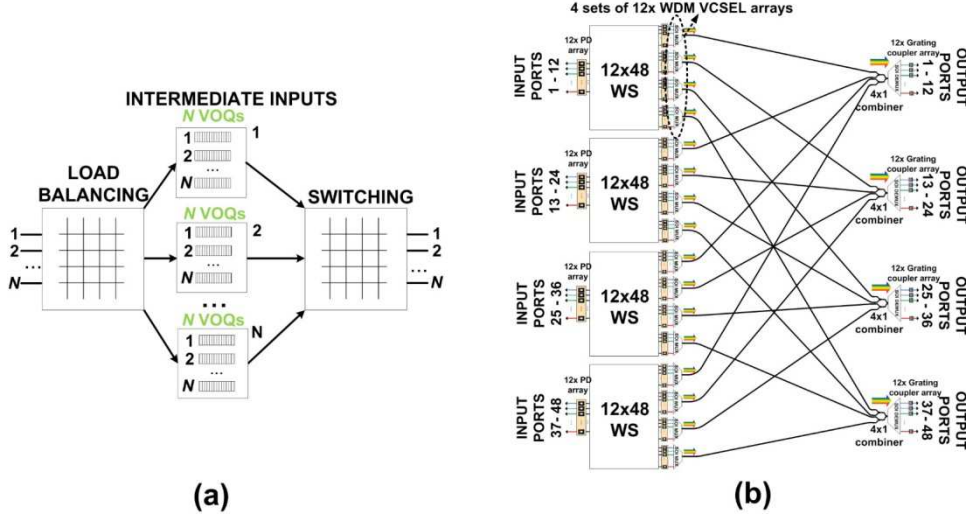 4 sets of 12x WDM VCSEL arrays
INTERMEDIATE INPUTS
N VOQs
1
1
2
...
N
LOAD
BALANCING
1
2
...
N
N VOQs
2
1
2
...
N
...
N VOQs
N
1
2
...
N
SWITCHING
1
2
...
N
(a)
INPUT
PORTS
1 - 12
12x PD
array
12x48
WS
INPUT
PORTS
13 - 24
12x PD
array
12x48
WS
INPUT
PORTS
25 - 36
12x PD
array
12x48
WS
INPUT
PORTS
37- 48
12x PD
array
12x48
WS
12x Grating
coupler array
4x1
combiner
OUTPUT
PORTS
1 - 12
12x Grating
coupler array
4x1
combiner
OUTPUT
PORTS
13 - 24
12x Grating
coupler array
4x1
combiner
OUTPUT
PORTS
25 - 36
12x Grating
coupler array
4x1
combiner
OUTPUT
PORTS
37- 48
(b)